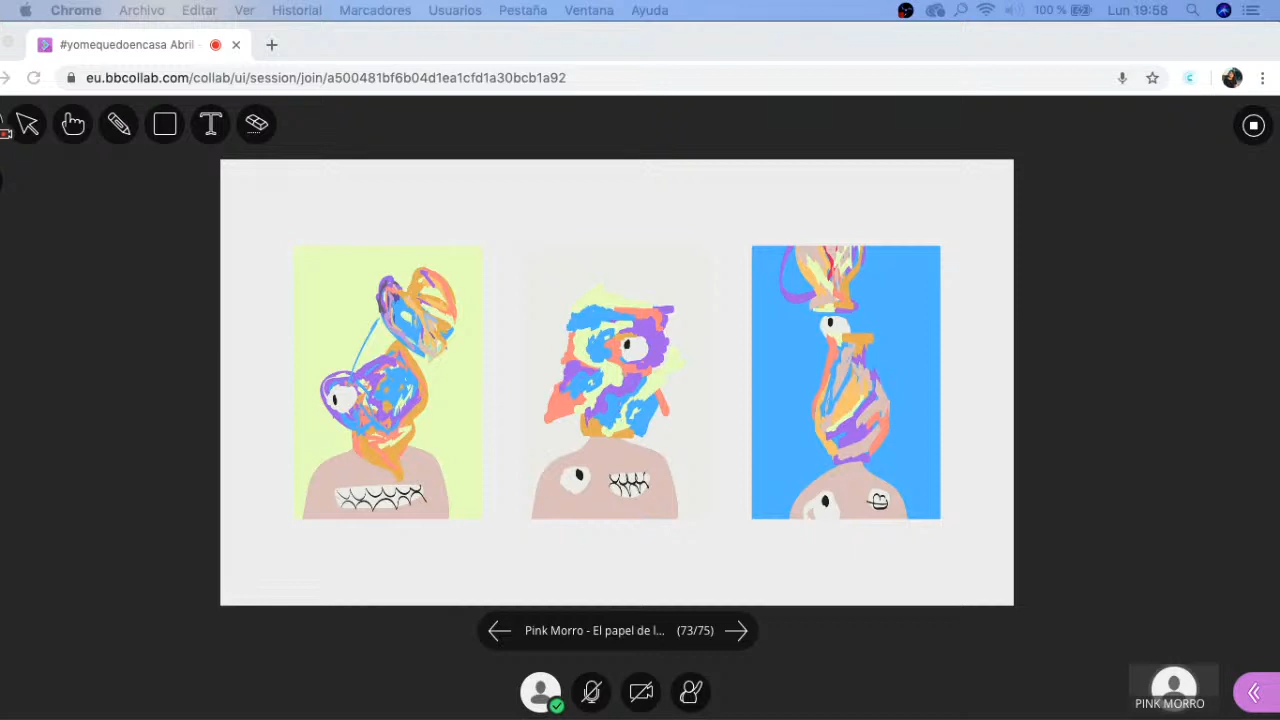 Chrome Archivo Editar Ver Historial Marcadores Usuarios Pestaña Ventana Ayuda 100 % Lun 19:58
#yomequedoencasa Abril -
eu.bbcollab.com/collab/ui/session/join/a500481bf6b04d1ea1cfd1a30bcb1a92
T
Pink Morro - El papel de l... (73/75)
PINK MORRO